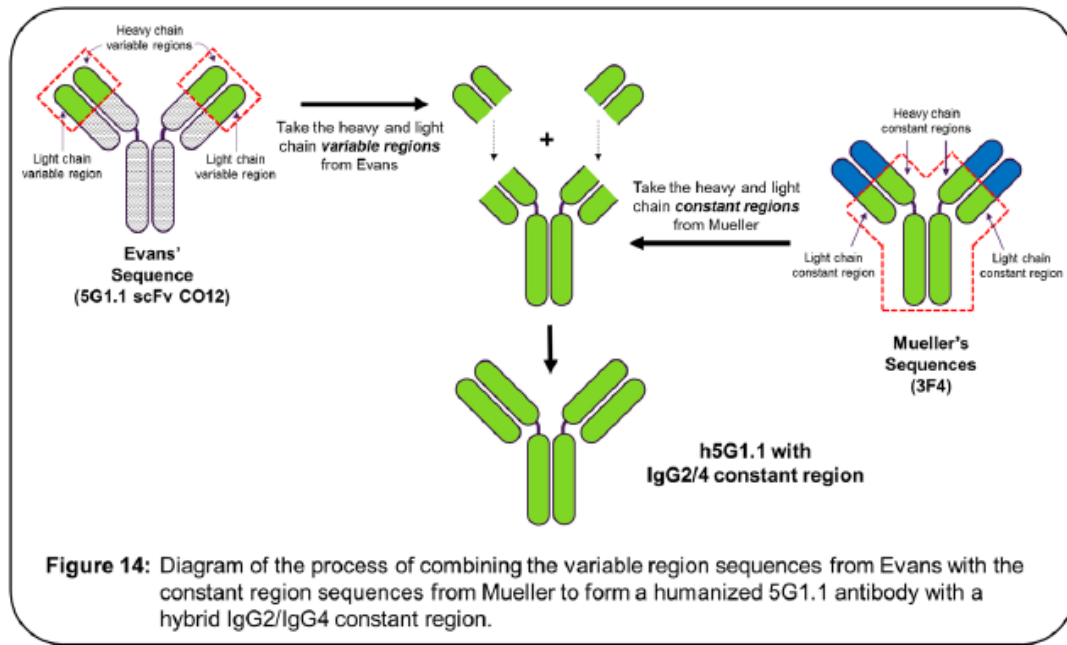 Heavy chain
variable regions
Light chain
variable region
Light chain
variable region
Evans'
Sequence
(5G1.1 scFv CO12)
Take the heavy and light
chain variable regions
from Evans
+
Take the heavy and light
chain constant regions
from Mueller
Heavy chain
constant regions
Light chain
constant region
Light chain
constant region
Mueller's
Sequences
(3F4)
h5G1.1 with
IgG2/4 constant region
Figure 14: Diagram of the process of combining the variable region sequences from Evans with the
constant region sequences from Mueller to form a humanized 5G1.1 antibody with a
hybrid IgG2/IgG4 constant region.